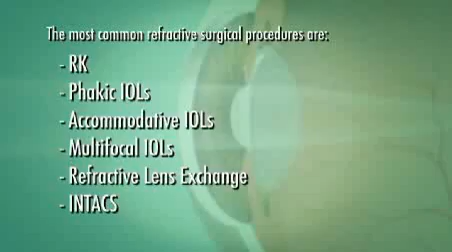 The most common refractive surgical procedures are:
- RK
- Phakic IOLs
- Accommodative IOLs
- Multifocal IOLs
- Refractive Lens Exchange
- INTACS